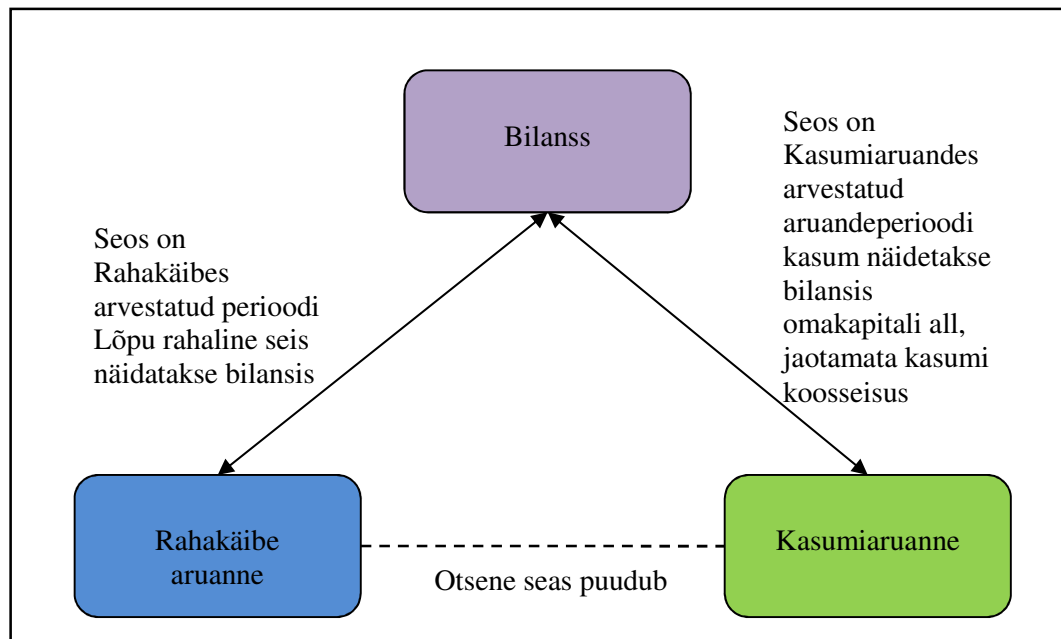 Bilanss
Seos on
Kasumiaruandes
arvestatud
aruandeperioodi
kasum näidetakse
bilansis
omakapitali all,
jaotamata kasumi
koosseisus
Seos on
Rahakäibes
arvestatud perioodi
Lõpu rahaline seis
näidatakse bilansis
Rahakäibe
aruanne
Kasumiaruanne
Otsene seas puudub